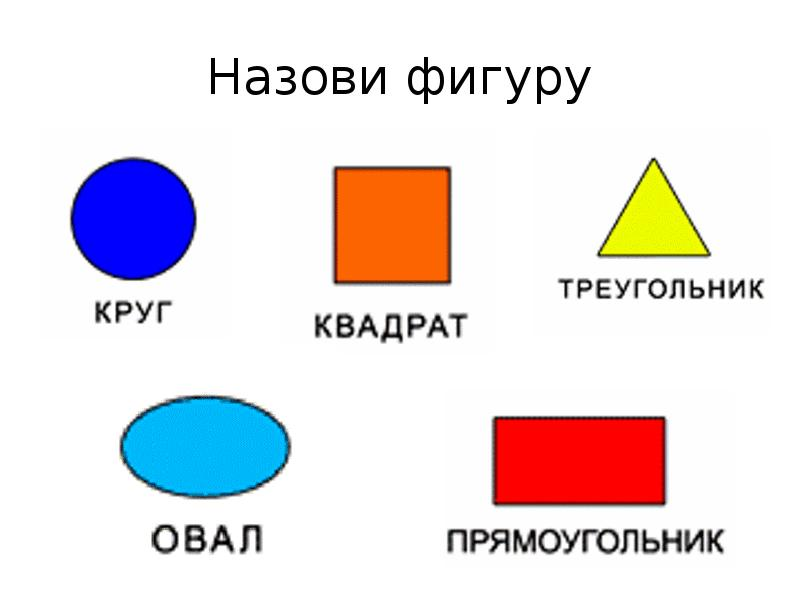 Назови фигуру
КРУГ
КВАДРАТ
ТРЕУГОЛЬНИК
ОВАЛ
ПРЯМОУГОЛЬНИК